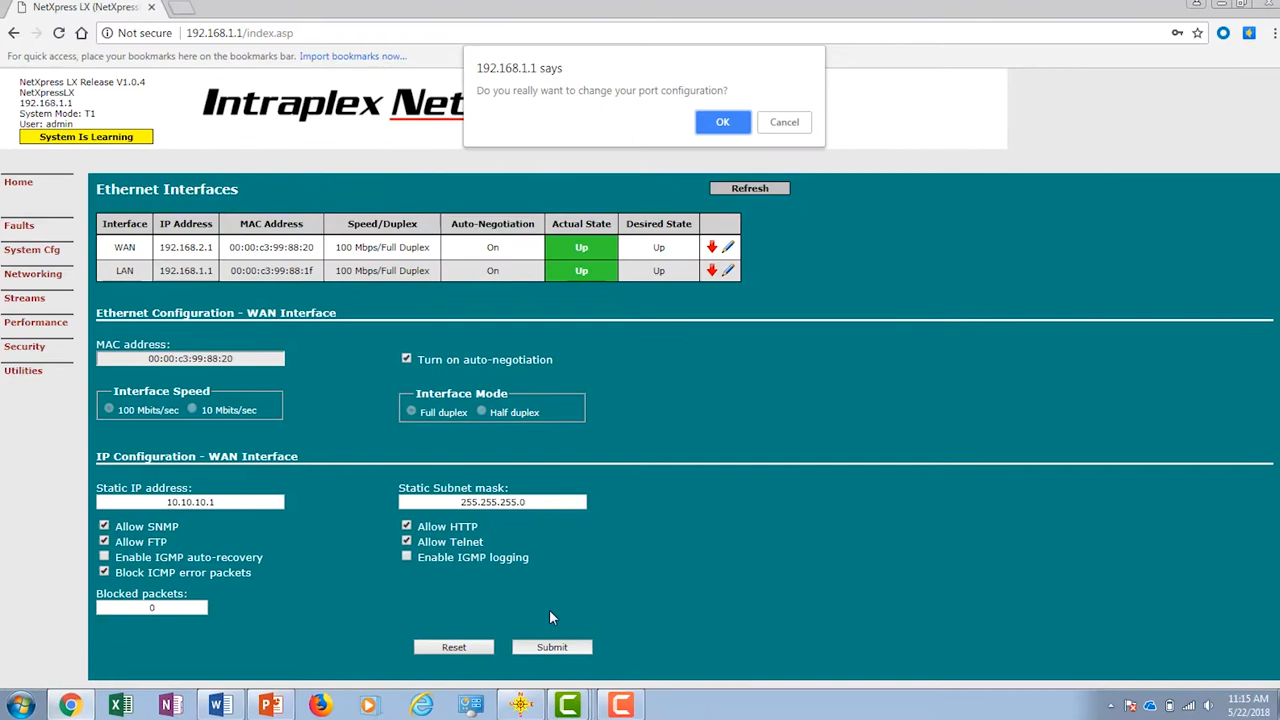 NetXpress LX (NetXpress
Not secure
192.168.1.1/index.asp
For quick access, place your bookmarks here on the bookmarks bar. Import bookmarks now...
192.168.1.1 says
Do you really want to change your port configuration?
OK
Cancel
NetXpress LX Release V1.0.4
NetXpressLX
192.168.1.1
System Mode: T1
User: admin
System Is Learning
Intraplex Net
Home
Faults
System Cfg
Networking
Streams
Performance
Security
Utilities
Ethernet Interfaces
Refresh
Interface IP Address MAC Address Speed/Duplex Auto-Negotiation Actual State Desired State
WAN 192.168.2.1 00:00:c3:99:88:20 100 Mbps/Full Duplex On Up Up
LAN 192.168.1.1 00:00:c3:99:88:1f 100 Mbps/Full Duplex On Up Up
Ethernet Configuration - WAN Interface
MAC address:
00:00:c3:99:88:20
Turn on auto-negotiation
Interface Speed
100 Mbits/sec 10 Mbits/sec
Interface Mode
Full duplex Half duplex
IP Configuration - WAN Interface
Static IP address:
10.10.10.1
Static Subnet mask:
255.255.255.0
Allow SNMP
Allow HTTP
Allow FTP
Allow Telnet
Enable IGMP auto-recovery
Enable IGMP logging
Block ICMP error packets
Blocked packets:
0
Reset
Submit
11:15 AM
5/22/2018